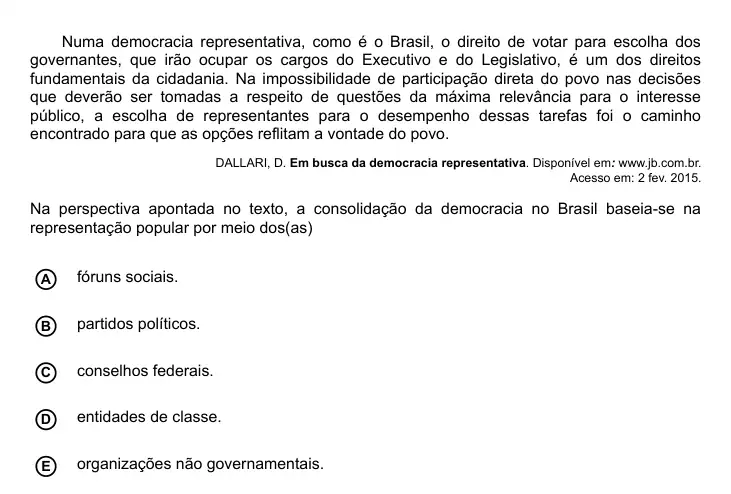 Numa democracia representativa, como é o Brasil, o direito de votar para escolha dos
governantes, que irão ocupar os cargos do Executivo e do Legislativo, é um dos direitos
fundamentais da cidadania. Na impossibilidade de participação direta do povo nas decisões
que deverão ser tomadas a respeito de questões da máxima relevância para o interesse
público, a escolha de representantes para o desempenho dessas tarefas foi o caminho
encontrado para que as opções reflitam a vontade do povo.
DALLARI, D. Em busca da democracia representativa. Disponível em: www.jb.com.br.
Acesso em: 2 fev. 2015.
Na perspectiva apontada no texto, a consolidação da democracia no Brasil baseia-se na
representação popular por meio dos(as)
A fóruns sociais.
B partidos políticos.
C conselhos federais.
D entidades de classe.
E organizações não governamentais.